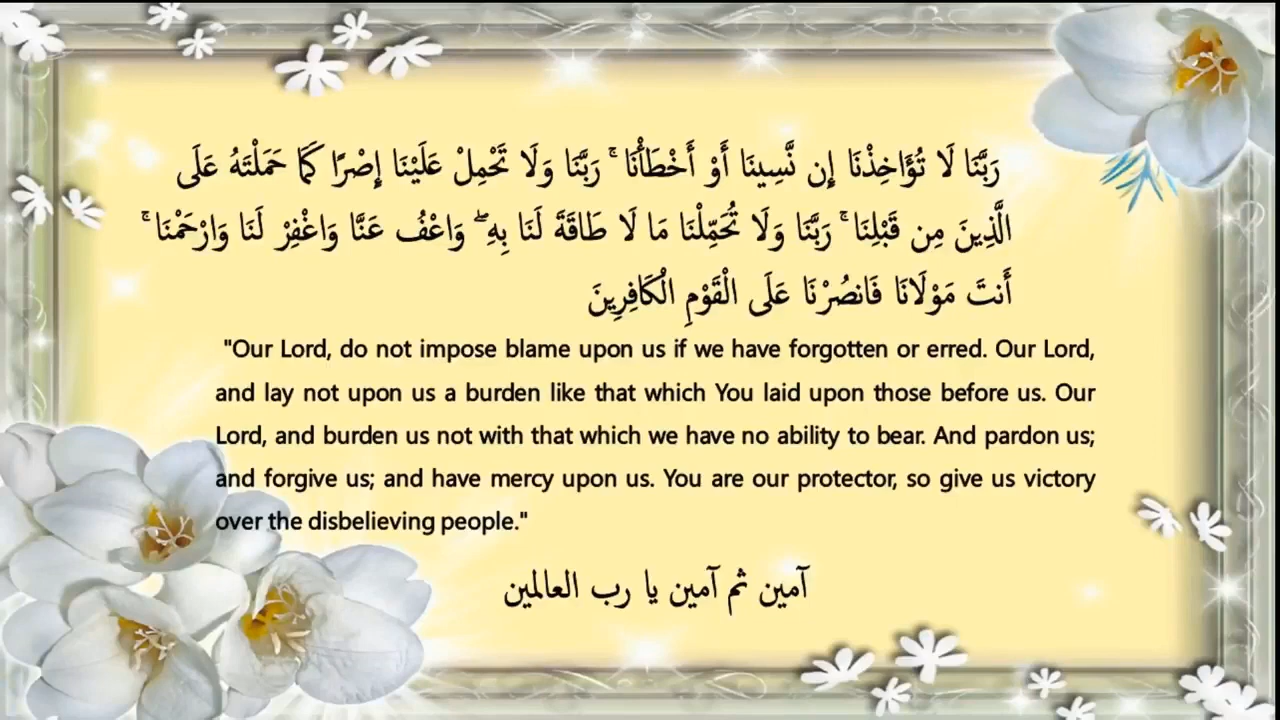 رَبَّنَا لَا تُؤَاخِذْنَا إِن نَّسِينَا أَوْ أَخْطَأْنَا ۚ رَبَّنَا وَلَا تَحْمِلْ عَلَيْنَا إِصْرًا كَمَا حَمَلْتَهُ عَلَى
الَّذِينَ مِن قَبْلِنَا ۚ رَبَّنَا وَلَا تُحَمِّلْنَا مَا لَا طَاقَةَ لَنَا بِهِ ۖ وَاعْفُ عَنَّا وَاغْفِرْ لَنَا وَارْحَمْنَا ۚ
أَنتَ مَوْلَانَا فَانصُرْنَا عَلَى الْقَوْمِ الْكَافِرِينَ
"Our Lord, do not impose blame upon us if we have forgotten or erred. Our Lord,
and lay not upon us a burden like that which You laid upon those before us. Our
Lord, and burden us not with that which we have no ability to bear. And pardon us;
and forgive us; and have mercy upon us. You are our protector, so give us victory
over the disbelieving people."
آمين ثم آمين يا رب العالمين